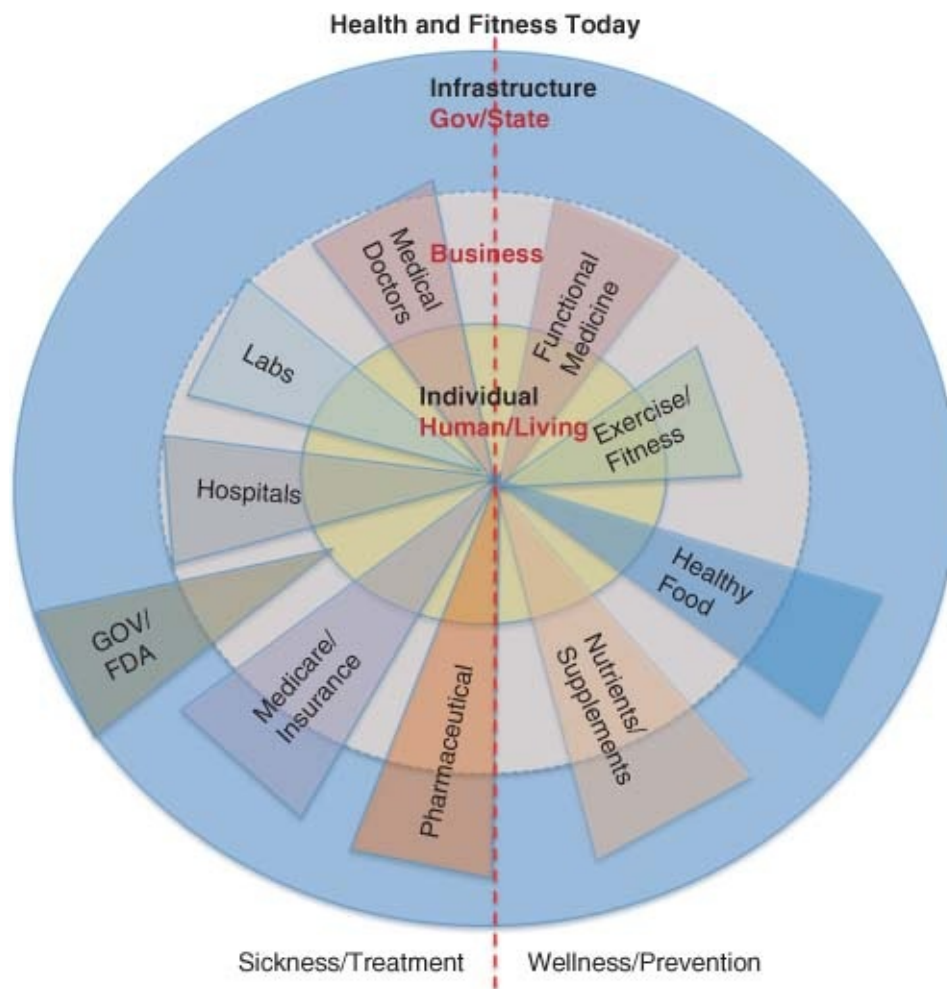 Health and Fitness Today
Infrastructure
Gov/State
Business
Individual
Human/Living
Medical
Doctors
Functional
Medicine
Labs
Exercise/
Fitness
Hospitals
Healthy
Food
GOV/
FDA
Medicare/
Insurance
Pharmaceutical
Nutrients/
Supplements
Sickness/Treatment
Wellness/Prevention